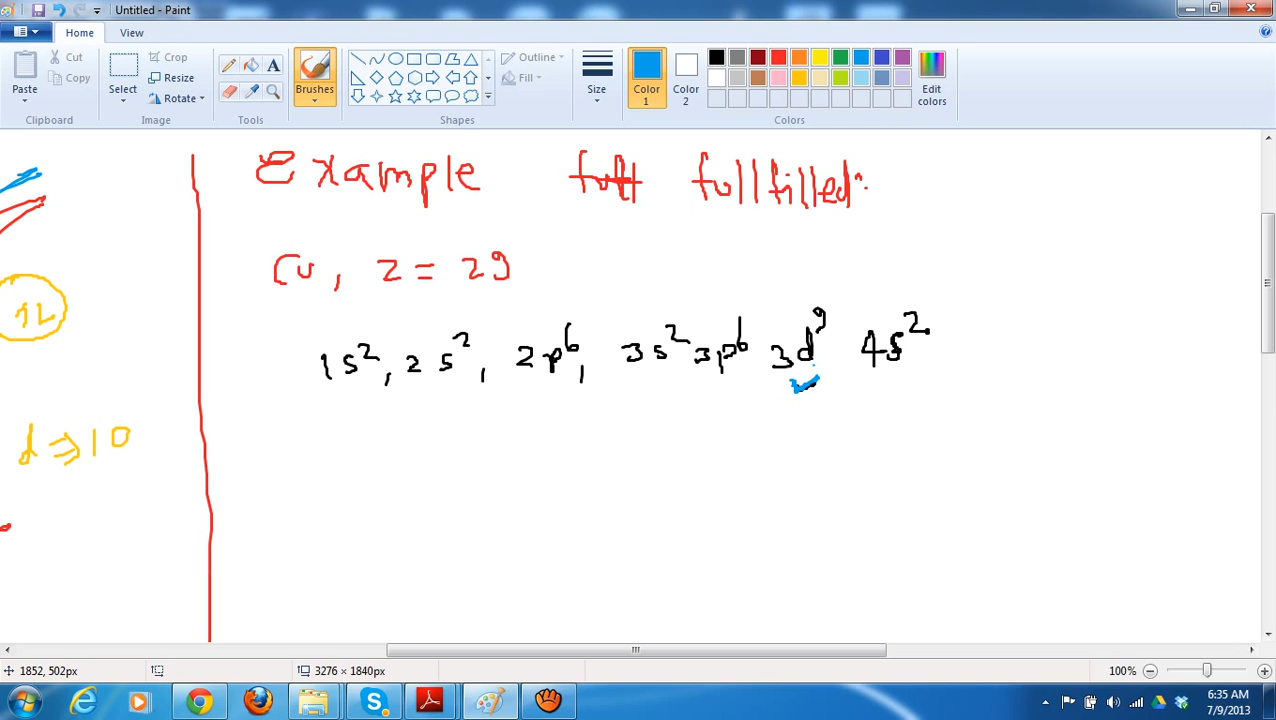 Untitled - Paint
Home View
Paste
Cut
Copy
Clipboard
Select
Crop
Resize
Rotate
Image
Tools
Brushes
Shapes
Outline
Fill
Size
Color 1
Color 2
Edit colors
Colors
Example fullfilled:
Cu, Z = 29
1s², 2s², 2p⁶, 3s² 3p⁶ 3d⁹ 4s²
d ⇒ 10
1852, 502px
3276 × 1840px
100%
6:35 AM
7/9/2013